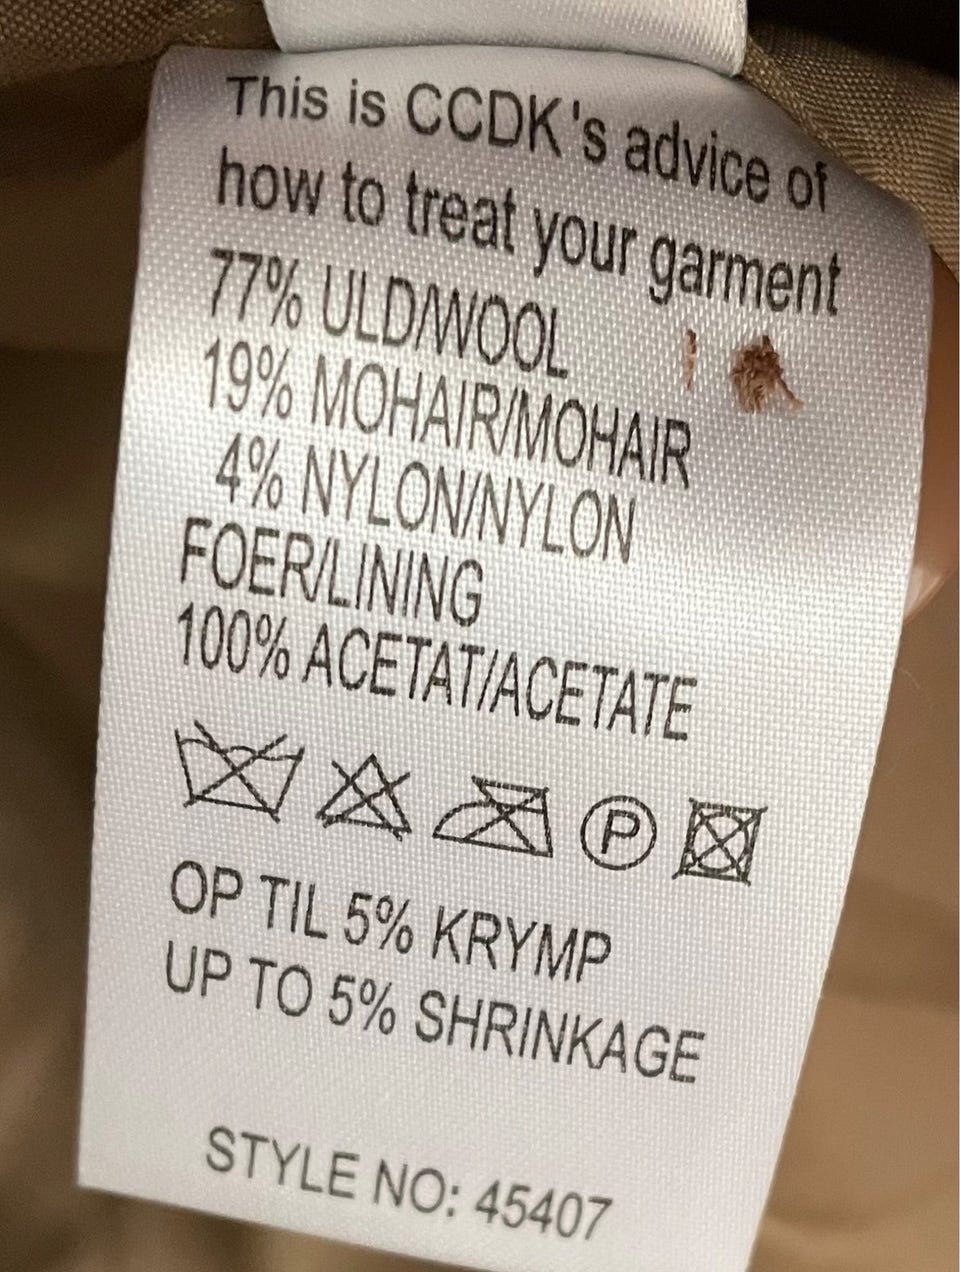 This is CCDK's advice of
how to treat your garment
77% ULD/WOOL
19% MOHAIR/MOHAIR
4% NYLON/NYLON
FOER/LINING
100% ACETAT/ACETATE
P
OP TIL 5% KRYMP
UP TO 5% SHRINKAGE
STYLE NO: 45407